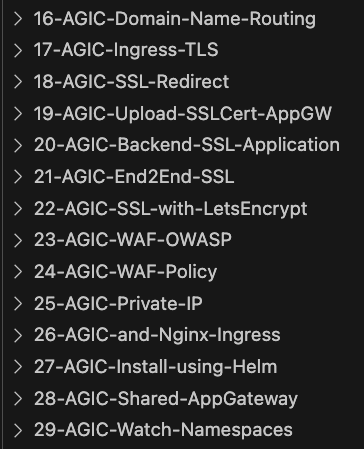 16-AGIC-Domain-Name-Routing
17-AGIC-Ingress-TLS
18-AGIC-SSL-Redirect
19-AGIC-Upload-SSLCert-AppGW
20-AGIC-Backend-SSL-Application
21-AGIC-End2End-SSL
22-AGIC-SSL-with-LetsEncrypt
23-AGIC-WAF-OWASP
24-AGIC-WAF-Policy
25-AGIC-Private-IP
26-AGIC-and-Nginx-Ingress
27-AGIC-Install-using-Helm
28-AGIC-Shared-AppGateway
29-AGIC-Watch-Namespaces